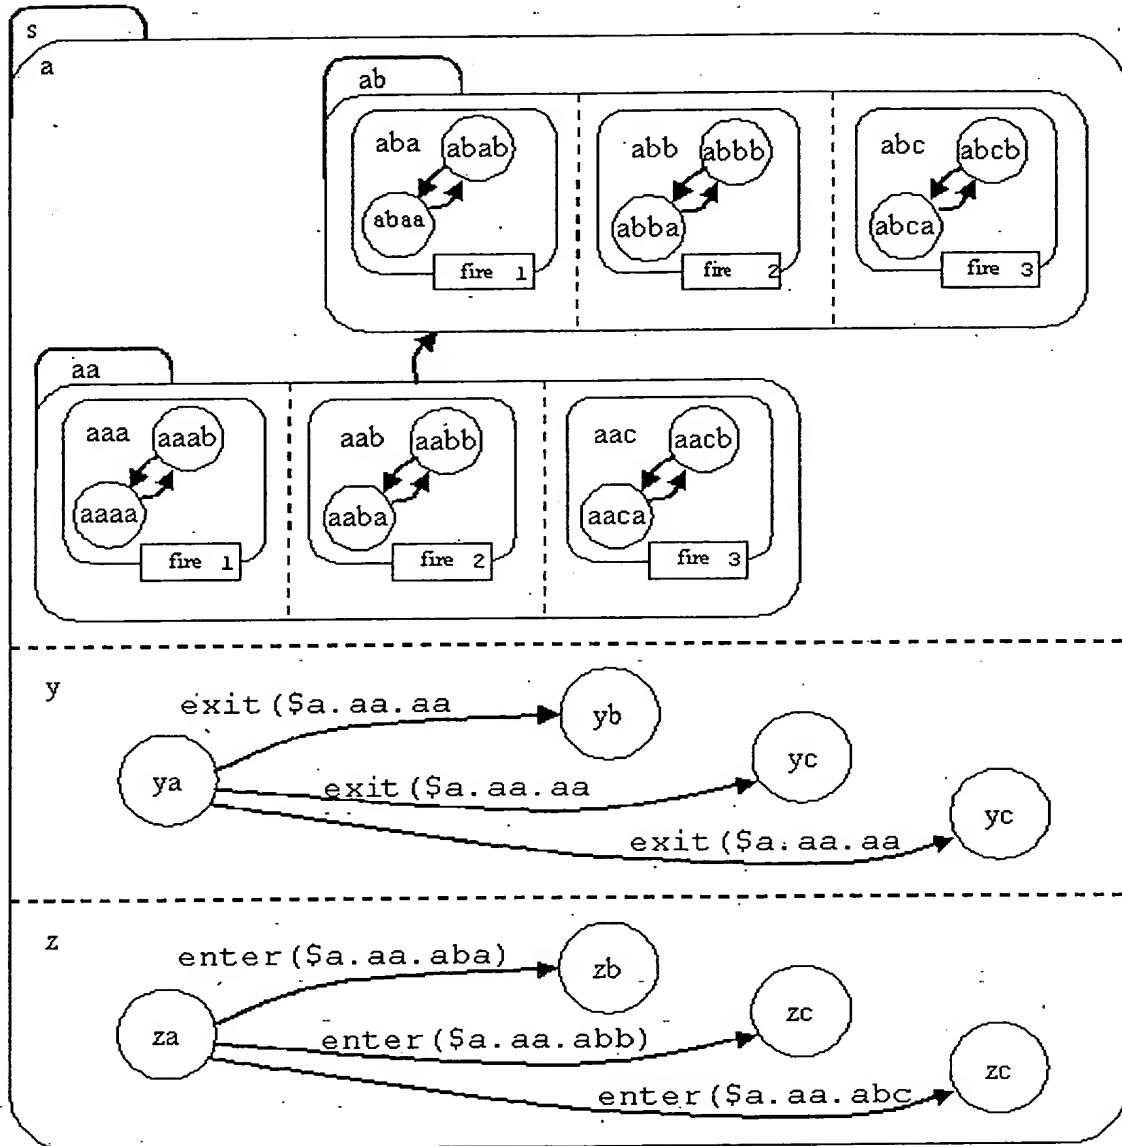 s
a
ab
aba
abab
abaa
fire 1
abb
abbb
abba
fire 2
abc
abcb
abca
fire 3
aa
aaa
aaab
aaaa
fire 1
aab
aabb
aaba
fire 2
aac
aacb
aaca
fire 3
y
exit($a.aa.aa
yb
ya
exit($a.aa.aa
yc
exit($a.aa.aa
yc
z
enter($a.aa.aba)
zb
za
enter($a.aa.abb)
zc
enter($a.aa.abc
zc